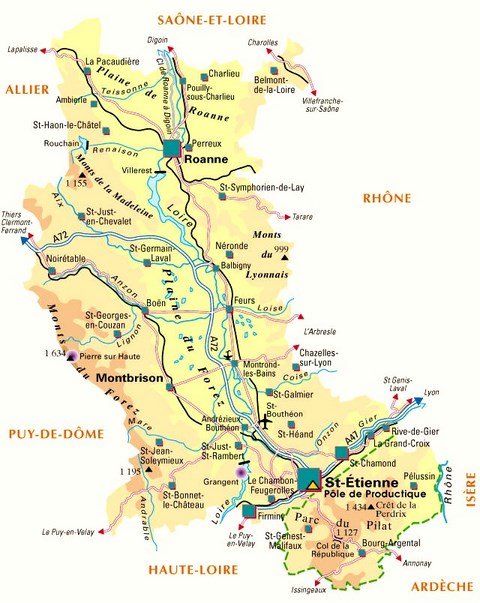 SAÔNE-ET-LOIRE
Digoin
Charolles
Lapalisse
La Pacaudière
Plaine de Roanne
Cl de Roanne à Digoin
Charlieu
Belmont-
de-la-Loire
Teissonne
Pouilly-
sous-Charlieu
ALLIER
Ambigne
Villefranche-
sur-Saône
St-Haon-le-Châtel
Rouchain
Renaison
Perreux
Roanne
Villerest
1 155
Monts de la Madeleine
St-Symphorien-de-Lay
RHÔNE
Aix
Loire
Tarare
Thiers
Clermont-
Ferrand
St-Just-
en-Chevalet
A72
Monts
du
Lyonnais
999
Néronde
St-Germain-
Laval
Balbigny
Noirétable
Anzon
Plaine du Forez
Boën
Feurs
Loise
St-Georges-
en-Couzan
Lignon
L'Arbresle
A72
Monts du Forez
1 634
Pierre sur Haute
Chazelles-
sur-Lyon
Montrond-
les-Bains
Coise
Montbrison
St-Galmier
St Genis-
Laval
Lyon
St-
Bouthéon
Andrézieux
Bouthéon
St-Héand
Onzon
Gier
A47
Rive-de-Gier
La Grand-Croix
PUY-DE-DÔME
Mare
St-Jean-
Soleymieux
St-Just-
St-Rambert
St-Chamond
1 195
Grangent
Le Chambon-
Feugerolles
St-Étienne
Pôle de Productique
Pélussin
Rhône
ISÈRE
St-Bonnet-
le-Château
Andrable
Loire
Firminy
1 434
Crêt de la
Perdrix
Parc
du
Pilat
Le Puy-en-Velay
Le Puy-
en-Velay
St-Genest-
Malifaux
1 127
Col de la
République
Bourg-Argental
Annonay
HAUTE-LOIRE
Issingeaux
ARDÈCHE